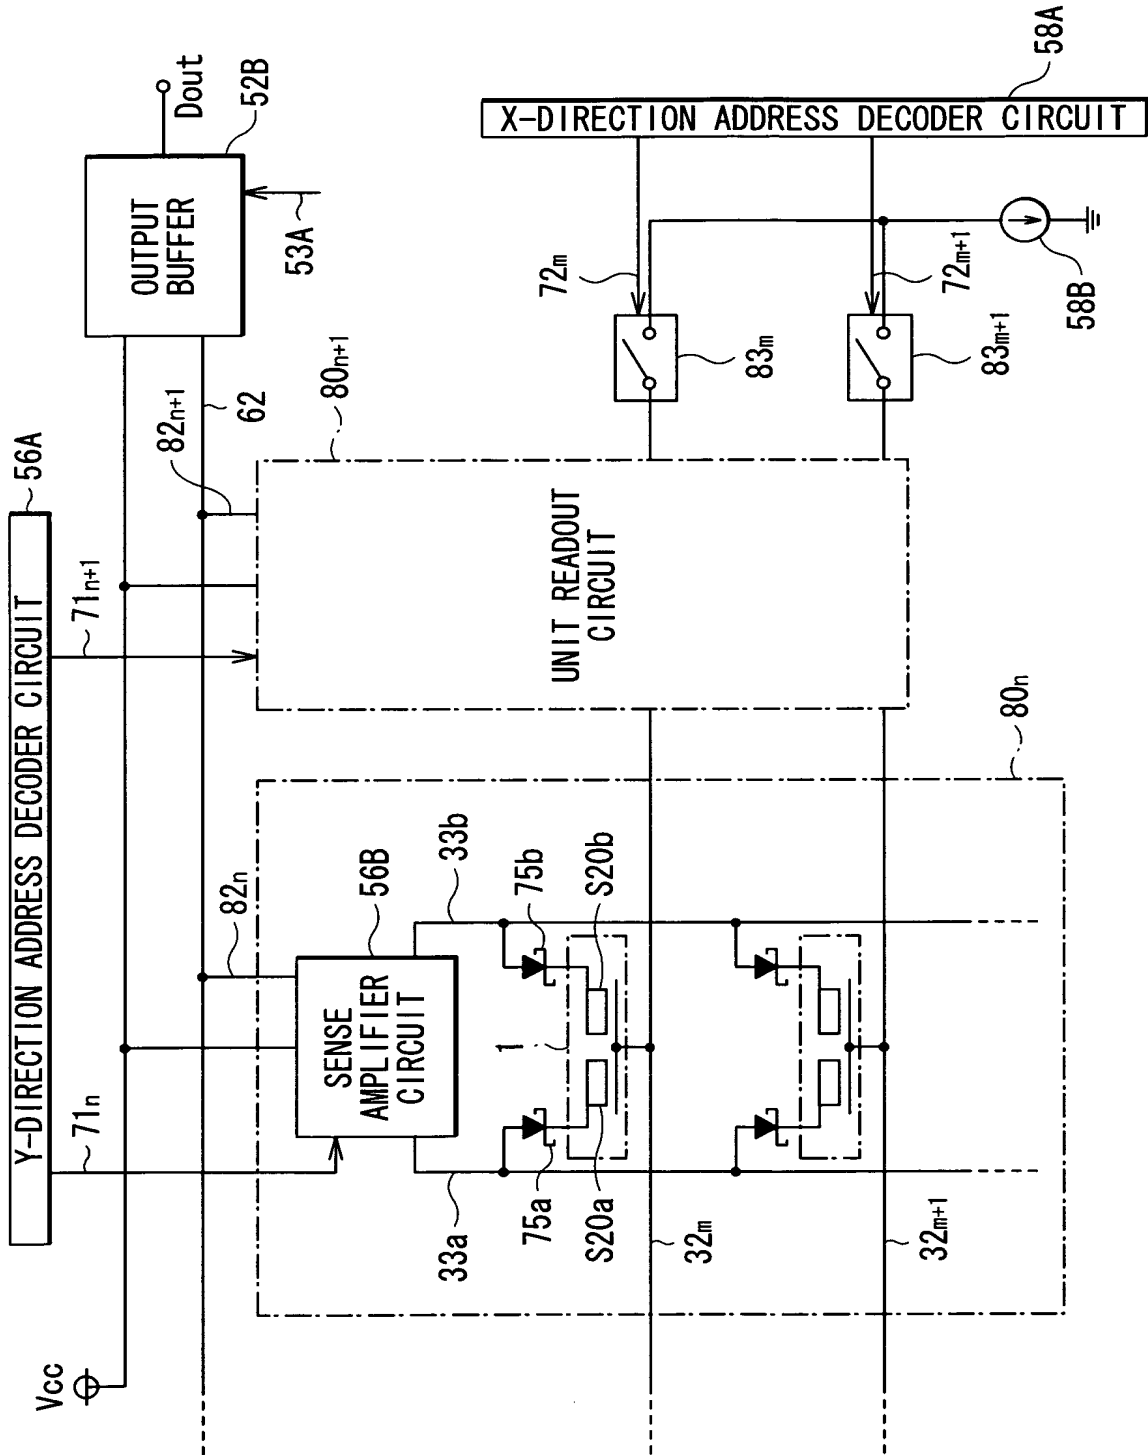 Vcc
Y-DIRECTION ADDRESS DECODER CIRCUIT
56A
71n
71n+1
82n
82n+1
62
OUTPUT
BUFFER
Dout
52B
53A
SENSE
AMPLIFIER
CIRCUIT
56B
33a
33b
80n+1
75a
75b
1
S20a
S20b
UNIT READOUT
CIRCUIT
32m
32m+1
80n
72m
83m
72m+1
83m+1
58B
X-DIRECTION ADDRESS DECODER CIRCUIT
58A